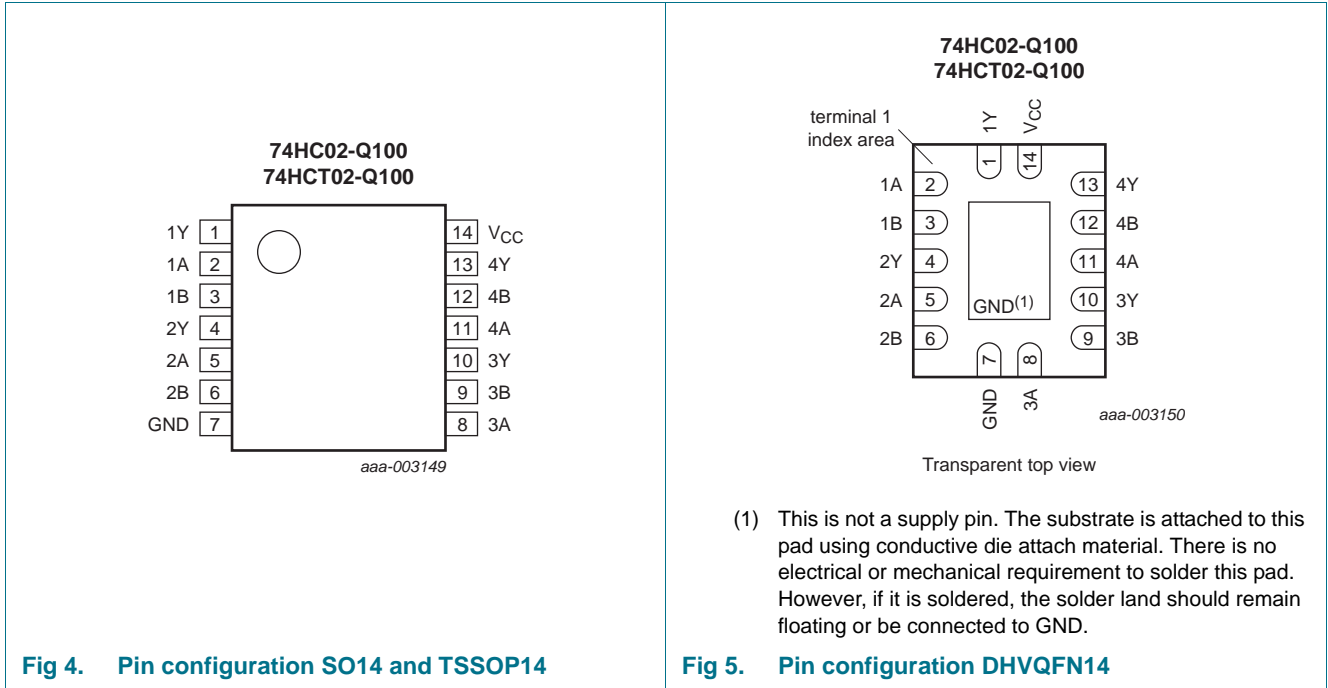 74HC02-Q100
74HCT02-Q100
1Y 1 14 VCC
1A 2 13 4Y
1B 3 12 4B
2Y 4 11 4A
2A 5 10 3Y
2B 6 9 3B
GND 7 8 3A
aaa-003149
Fig 4. Pin configuration SO14 and TSSOP14
74HC02-Q100
74HCT02-Q100
terminal 1
index area
1Y VCC
1 14
1A 2 13 4Y
1B 3 12 4B
2Y 4 11 4A
2A 5 10 3Y
GND(1)
2B 6 9 3B
7 8
GND 3A
aaa-003150
Transparent top view
(1) This is not a supply pin. The substrate is attached to this
pad using conductive die attach material. There is no
electrical or mechanical requirement to solder this pad.
However, if it is soldered, the solder land should remain
floating or be connected to GND.
Fig 5. Pin configuration DHVQFN14